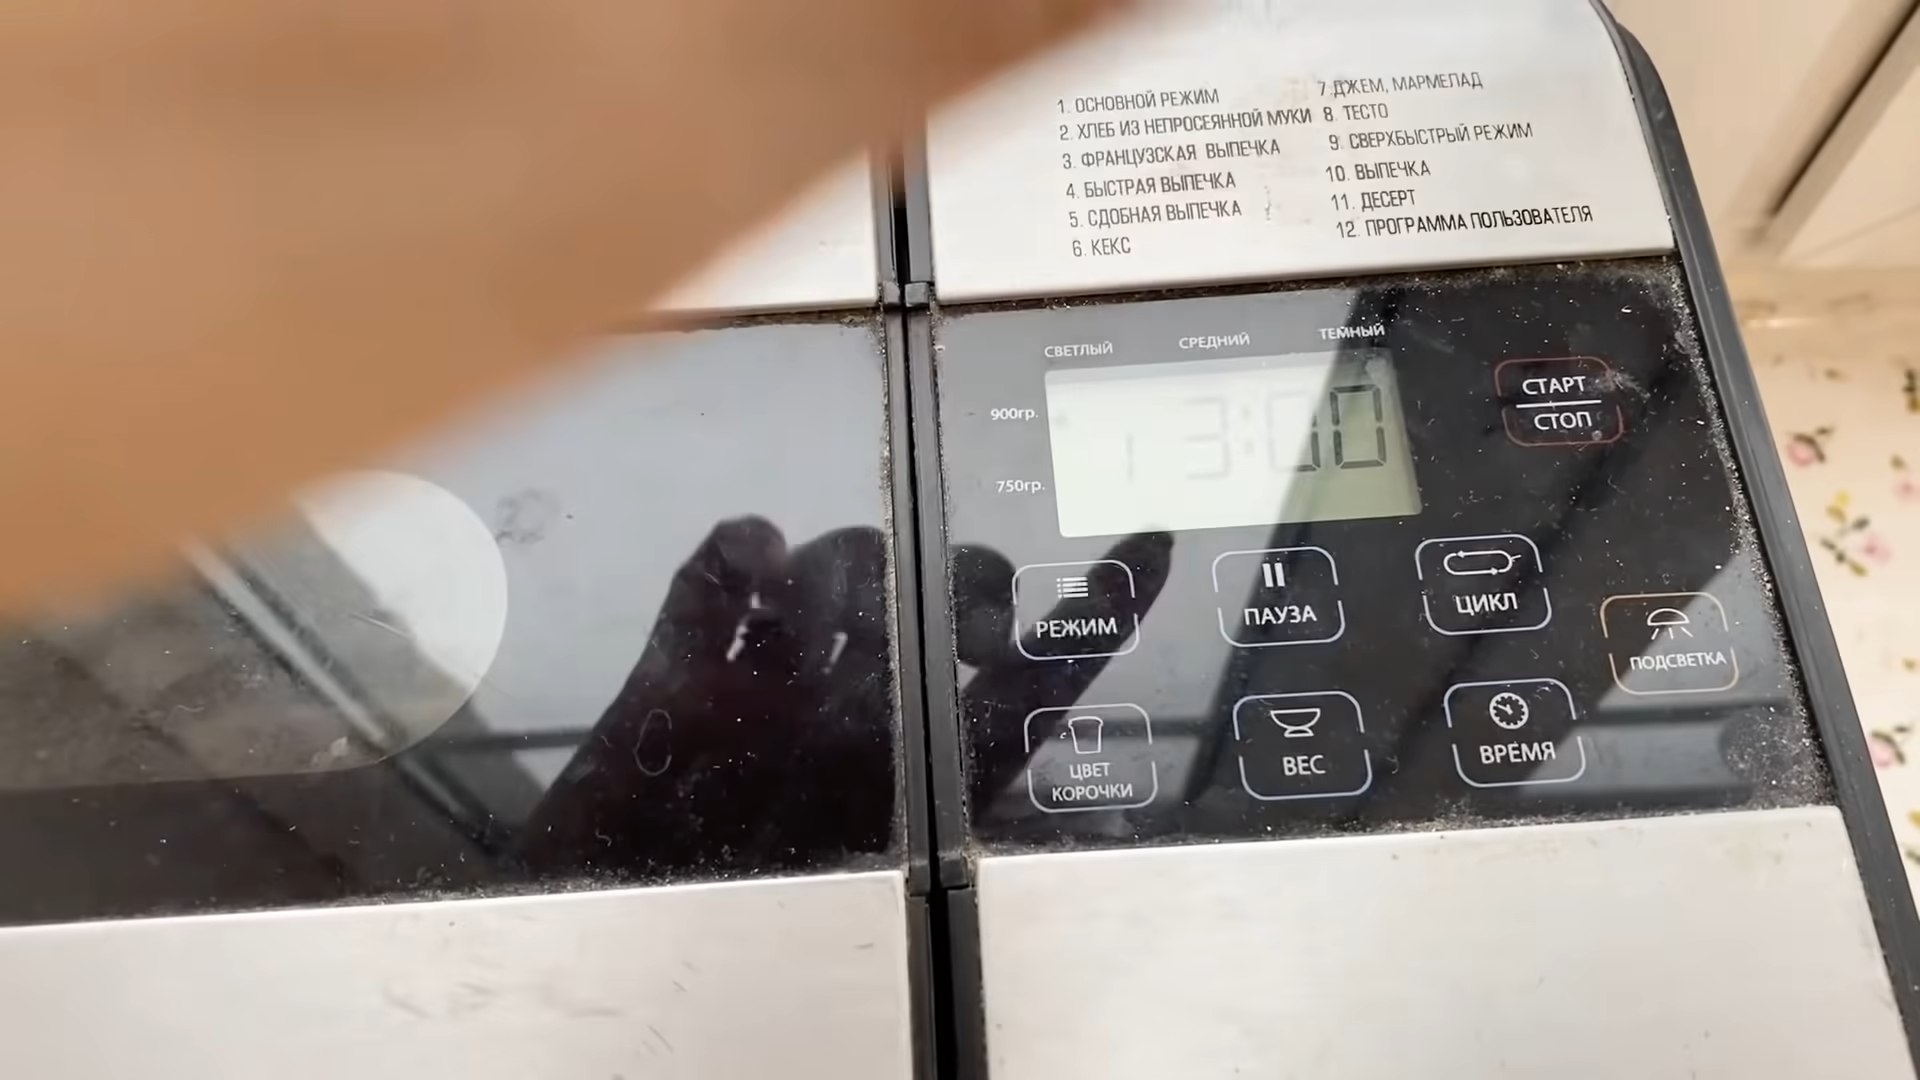 1. ОСНОВНОЙ РЕЖИМ
2. ХЛЕБ ИЗ НЕПРОСЕЯННОЙ МУКИ
3. ФРАНЦУЗСКАЯ ВЫПЕЧКА
4. БЫСТРАЯ ВЫПЕЧКА
5. СДОБНАЯ ВЫПЕЧКА
6. КЕКС
7 ДЖЕМ, МАРМЕЛАД
8. ТЕСТО
9. СВЕРХБЫСТРЫЙ РЕЖИМ
10. ВЫПЕЧКА
11. ДЕСЕРТ
12. ПРОГРАММА ПОЛЬЗОВАТЕЛЯ
СВЕТЛЫЙ СРЕДНИЙ ТЕМНЫЙ
900гр.
1 3:00
750гр.
СТАРТ
СТОП
РЕЖИМ ПАУЗА ЦИКЛ
ПОДСВЕТКА
ЦВЕТ
КОРОЧКИ
ВЕС ВРЕМЯ